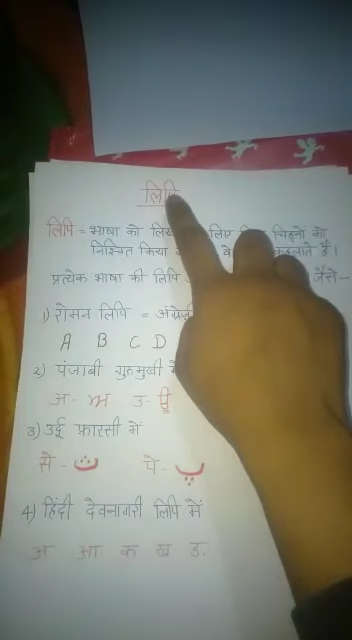 लिपि
लिपि = भाषा को लिए चिह्नों को
निश्चित किया कहलाते हैं।
प्रत्येक भाषा की लिपि जैसे -
1) रोमन लिपि = अंग्रेज़ी
A B C D
2) पंजाबी गुरुमुखी
अ - ਅ उ - ੳ
3) उर्दू फ़ारसी में
से - ث पे - پ
4) हिंदी देवनागरी लिपि में
अ आ क ख ड.